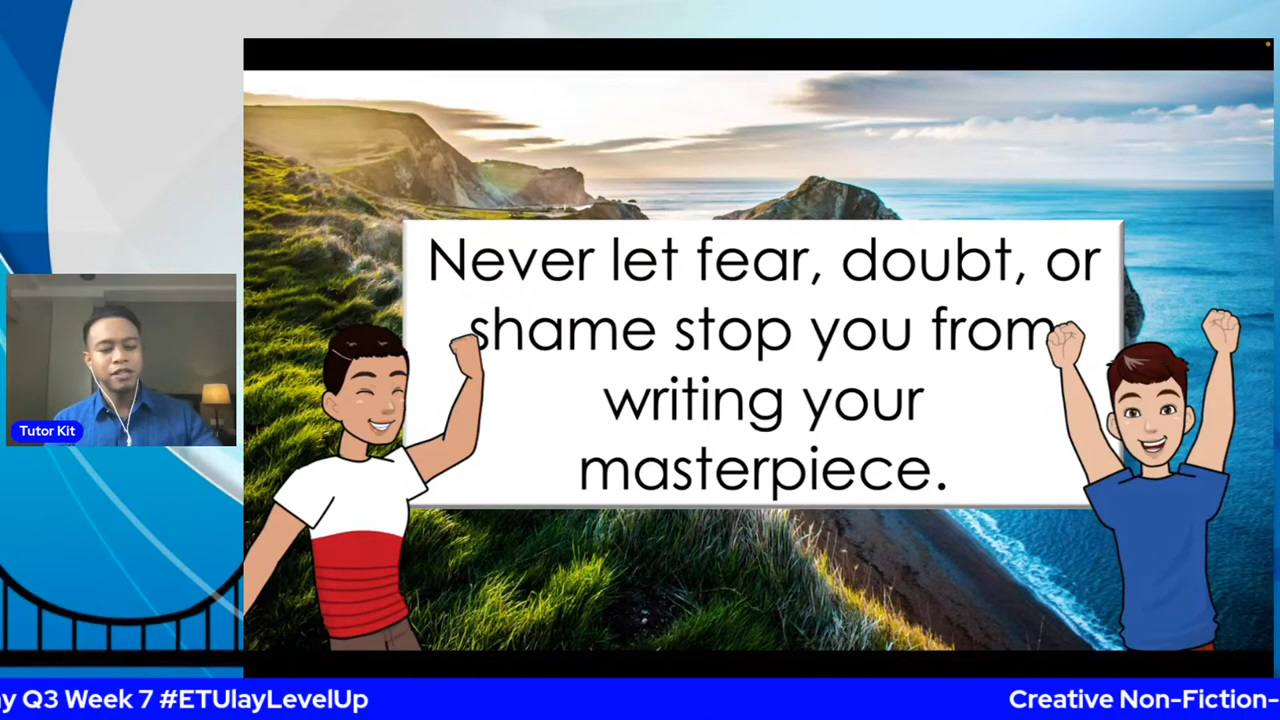 Never let fear, doubt, or
shame stop you from
writing your
masterpiece.
Tutor Kit
Q3 Week 7 #ETUlayLevelUp
Creative Non-Fiction-